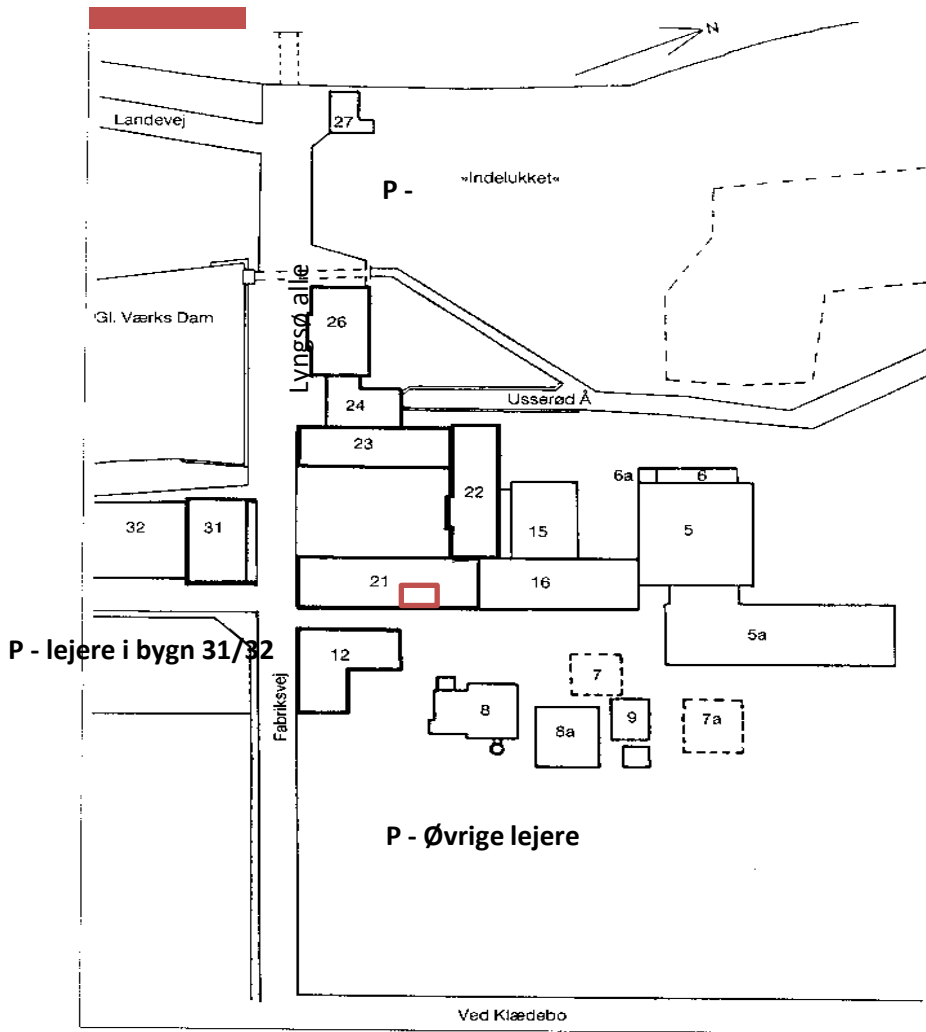 N
Landevej
27
P -
»Indelukket«
Lyngsø alle
Gl. Værks Dam
26
24
Usserød Å
23
22
6a
6
32
31
15
5
21
16
5a
P - lejere i bygn 31/32
12
7
Fabriksvej
8
8a
9
7a
P - Øvrige lejere
Ved Klædebo